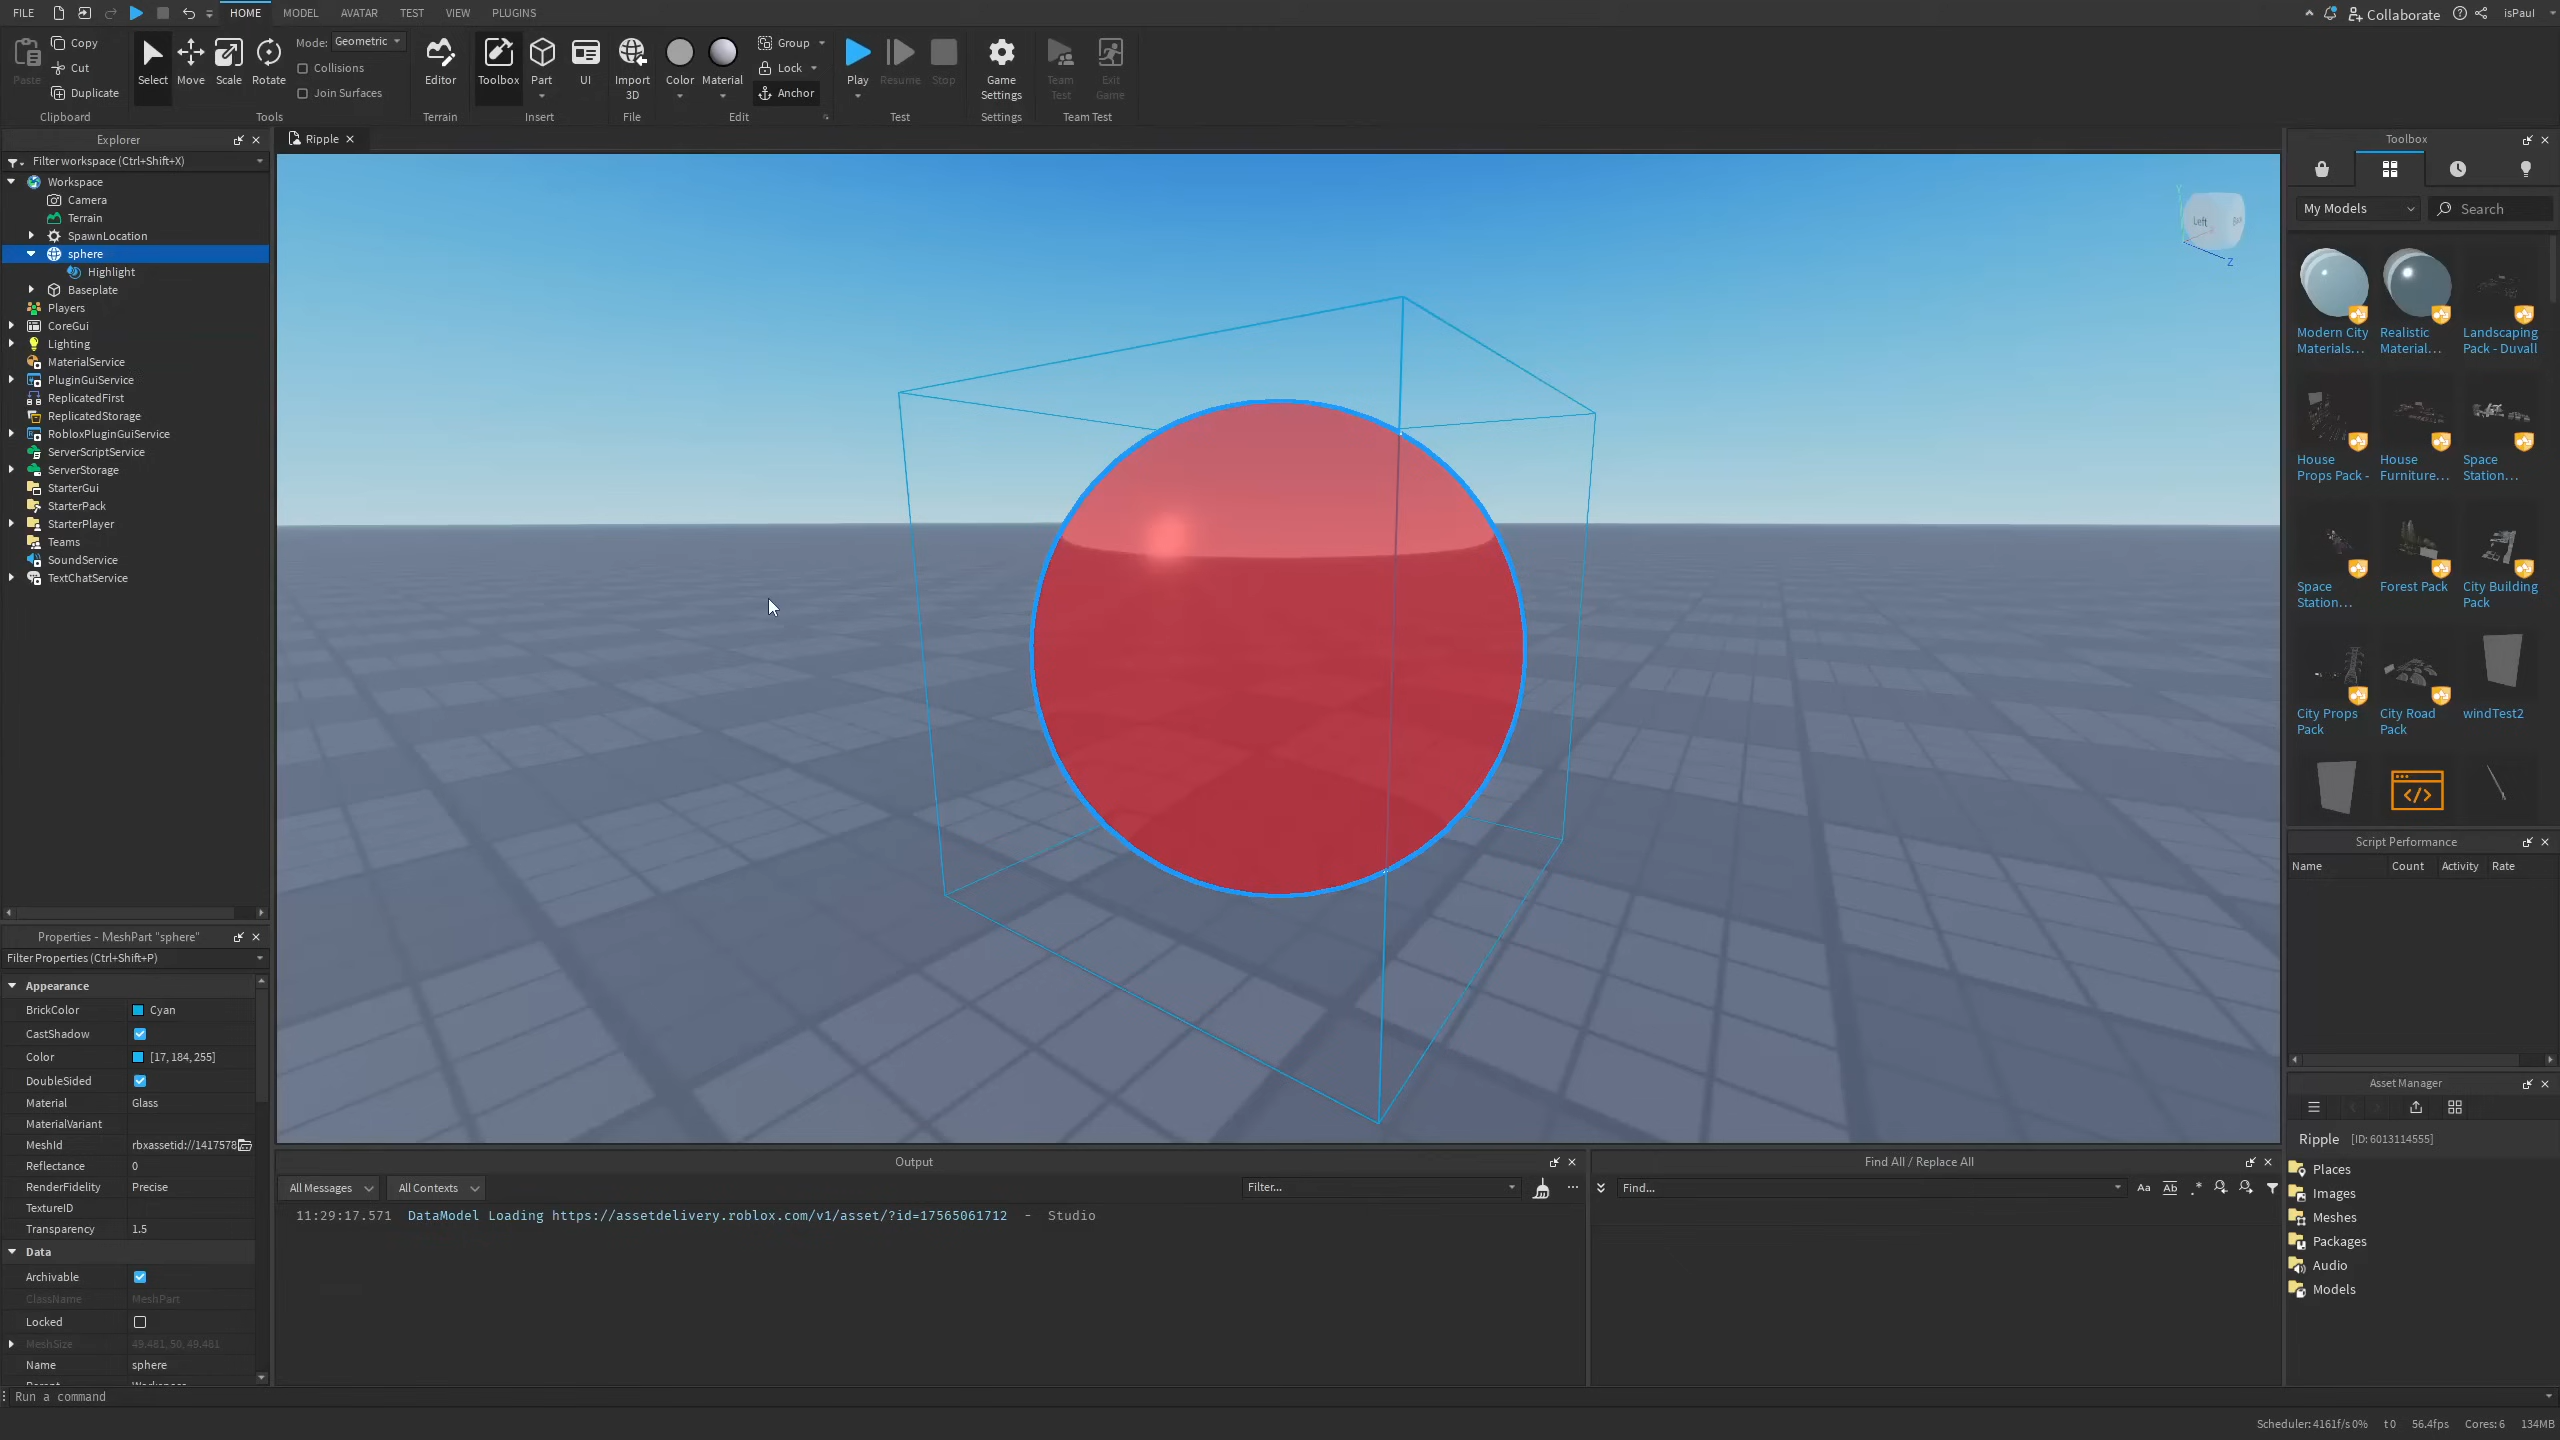 FILE
HOME
MODEL
AVATAR
TEST
VIEW
PLUGINS
Collaborate
isPaul
Paste
Copy
Cut
Duplicate
Clipboard
Select
Move
Scale
Rotate
Mode: Geometric
Collisions
Join Surfaces
Tools
Editor
Terrain
Toolbox
Part
UI
Insert
Import
3D
File
Color
Material
Group
Lock
Anchor
Edit
Play
Resume
Stop
Test
Game
Settings
Settings
Team
Test
Exit
Game
Team Test
Explorer
Filter workspace (Ctrl+Shift+X)
Workspace
Camera
Terrain
SpawnLocation
sphere
Highlight
Baseplate
Players
CoreGui
Lighting
MaterialService
PluginGuiService
ReplicatedFirst
ReplicatedStorage
RobloxPluginGuiService
ServerScriptService
ServerStorage
StarterGui
StarterPack
StarterPlayer
Teams
SoundService
TextChatService
Properties - MeshPart "sphere"
Filter Properties (Ctrl+Shift+P)
Appearance
BrickColor Cyan
CastShadow
Color [17, 184, 255]
DoubleSided
Material Glass
MaterialVariant
MeshId rbxassetid://1417578
Reflectance 0
RenderFidelity Precise
TextureID
Transparency 1.5
Data
Archivable
ClassName MeshPart
Locked
MeshSize 49.481, 50, 49.481
Name sphere
Ripple
Left
Y
Z
Output
All Messages
All Contexts
Filter...
11:29:17.571 DataModel Loading https://assetdelivery.roblox.com/v1/asset/?id=17565061712 - Studio
Find All / Replace All
Find...
Aa
Ab
.*
Toolbox
My Models
Search
Modern City
Materials...
Realistic
Material...
Landscaping
Pack - Duvall
House
Props Pack -
House
Furniture...
Space
Station...
Space
Station...
Forest Pack
City Building
Pack
City Props
Pack
City Road
Pack
windTest2
Script Performance
Name Count Activity Rate
Asset Manager
Ripple [ID: 6013114555]
Places
Images
Meshes
Packages
Audio
Models
Run a command
Scheduler: 4161f/s 0% t 0 56.4fps Cores: 6 134MB